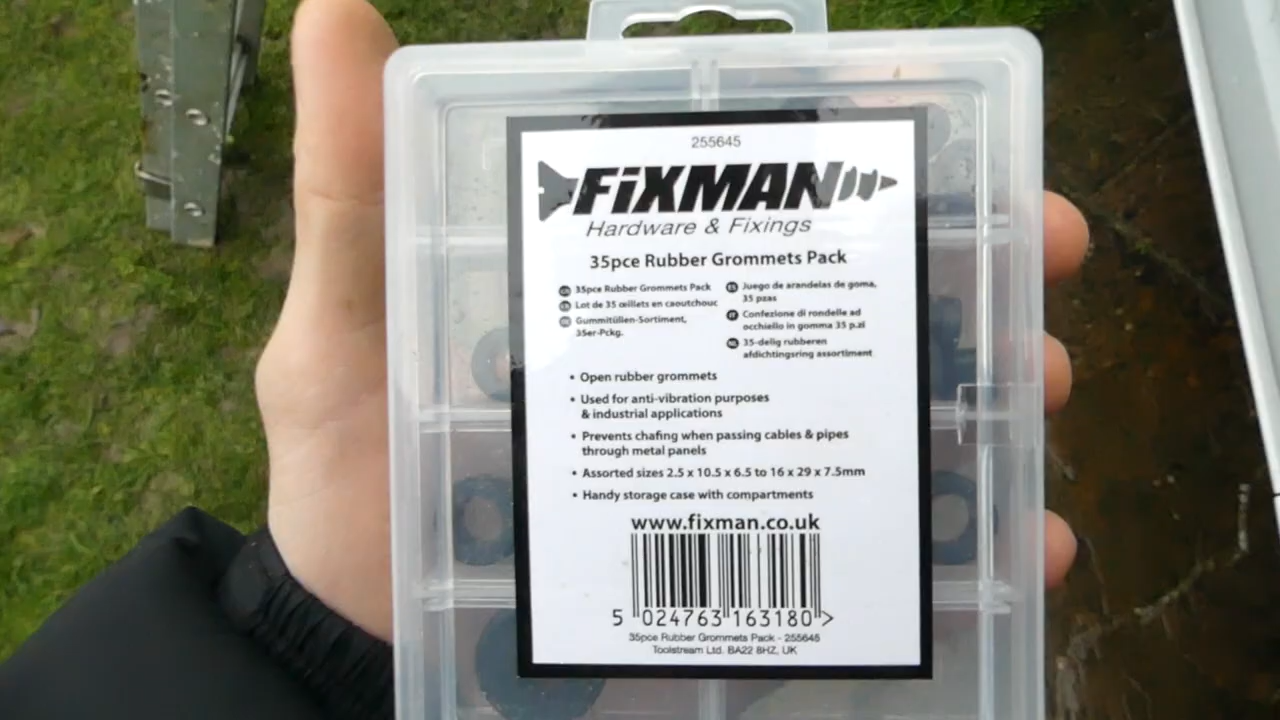 255645
FiXMAN
Hardware & Fixings
35pce Rubber Grommets Pack
GB 35pce Rubber Grommets Pack
Lot de 35 œillets en caoutchouc
DE Gummitüllen-Sortiment,
35er-Pckg.
ES Juego de arandelas de goma,
35 pzas
IT Confezione di rondelle ad
occhiello in gomma 35 p.zi
NL 35-delig rubberen
afdichtingsring assortiment
• Open rubber grommets
• Used for anti-vibration purposes
& industrial applications
• Prevents chafing when passing cables & pipes
through metal panels
• Assorted sizes 2.5 x 10.5 x 6.5 to 16 x 29 x 7.5mm
• Handy storage case with compartments
www.fixman.co.uk
5 024763 163180 >
35pce Rubber Grommets Pack - 255645
Toolstream Ltd. BA22 8HZ, UK